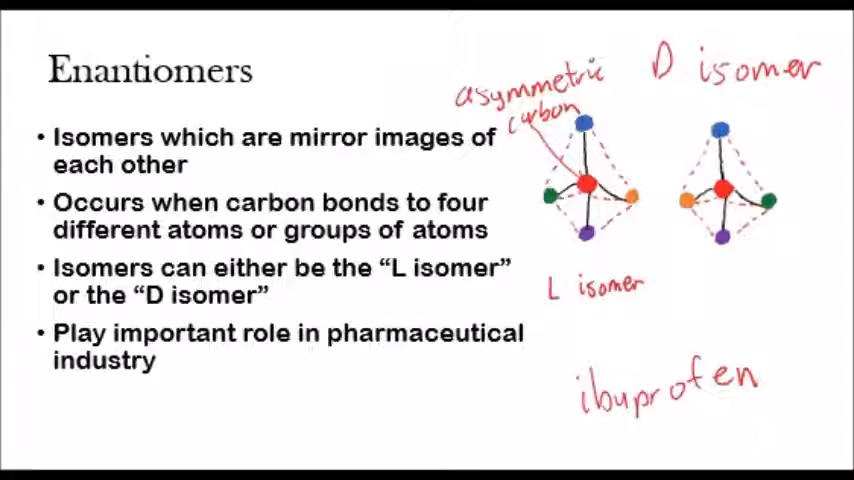 Enantiomers
• Isomers which are mirror images of
each other
• Occurs when carbon bonds to four
different atoms or groups of atoms
• Isomers can either be the “L isomer”
or the “D isomer”
• Play important role in pharmaceutical
industry
asymmetric
carbon
D isomer
L isomer
ibuprofen